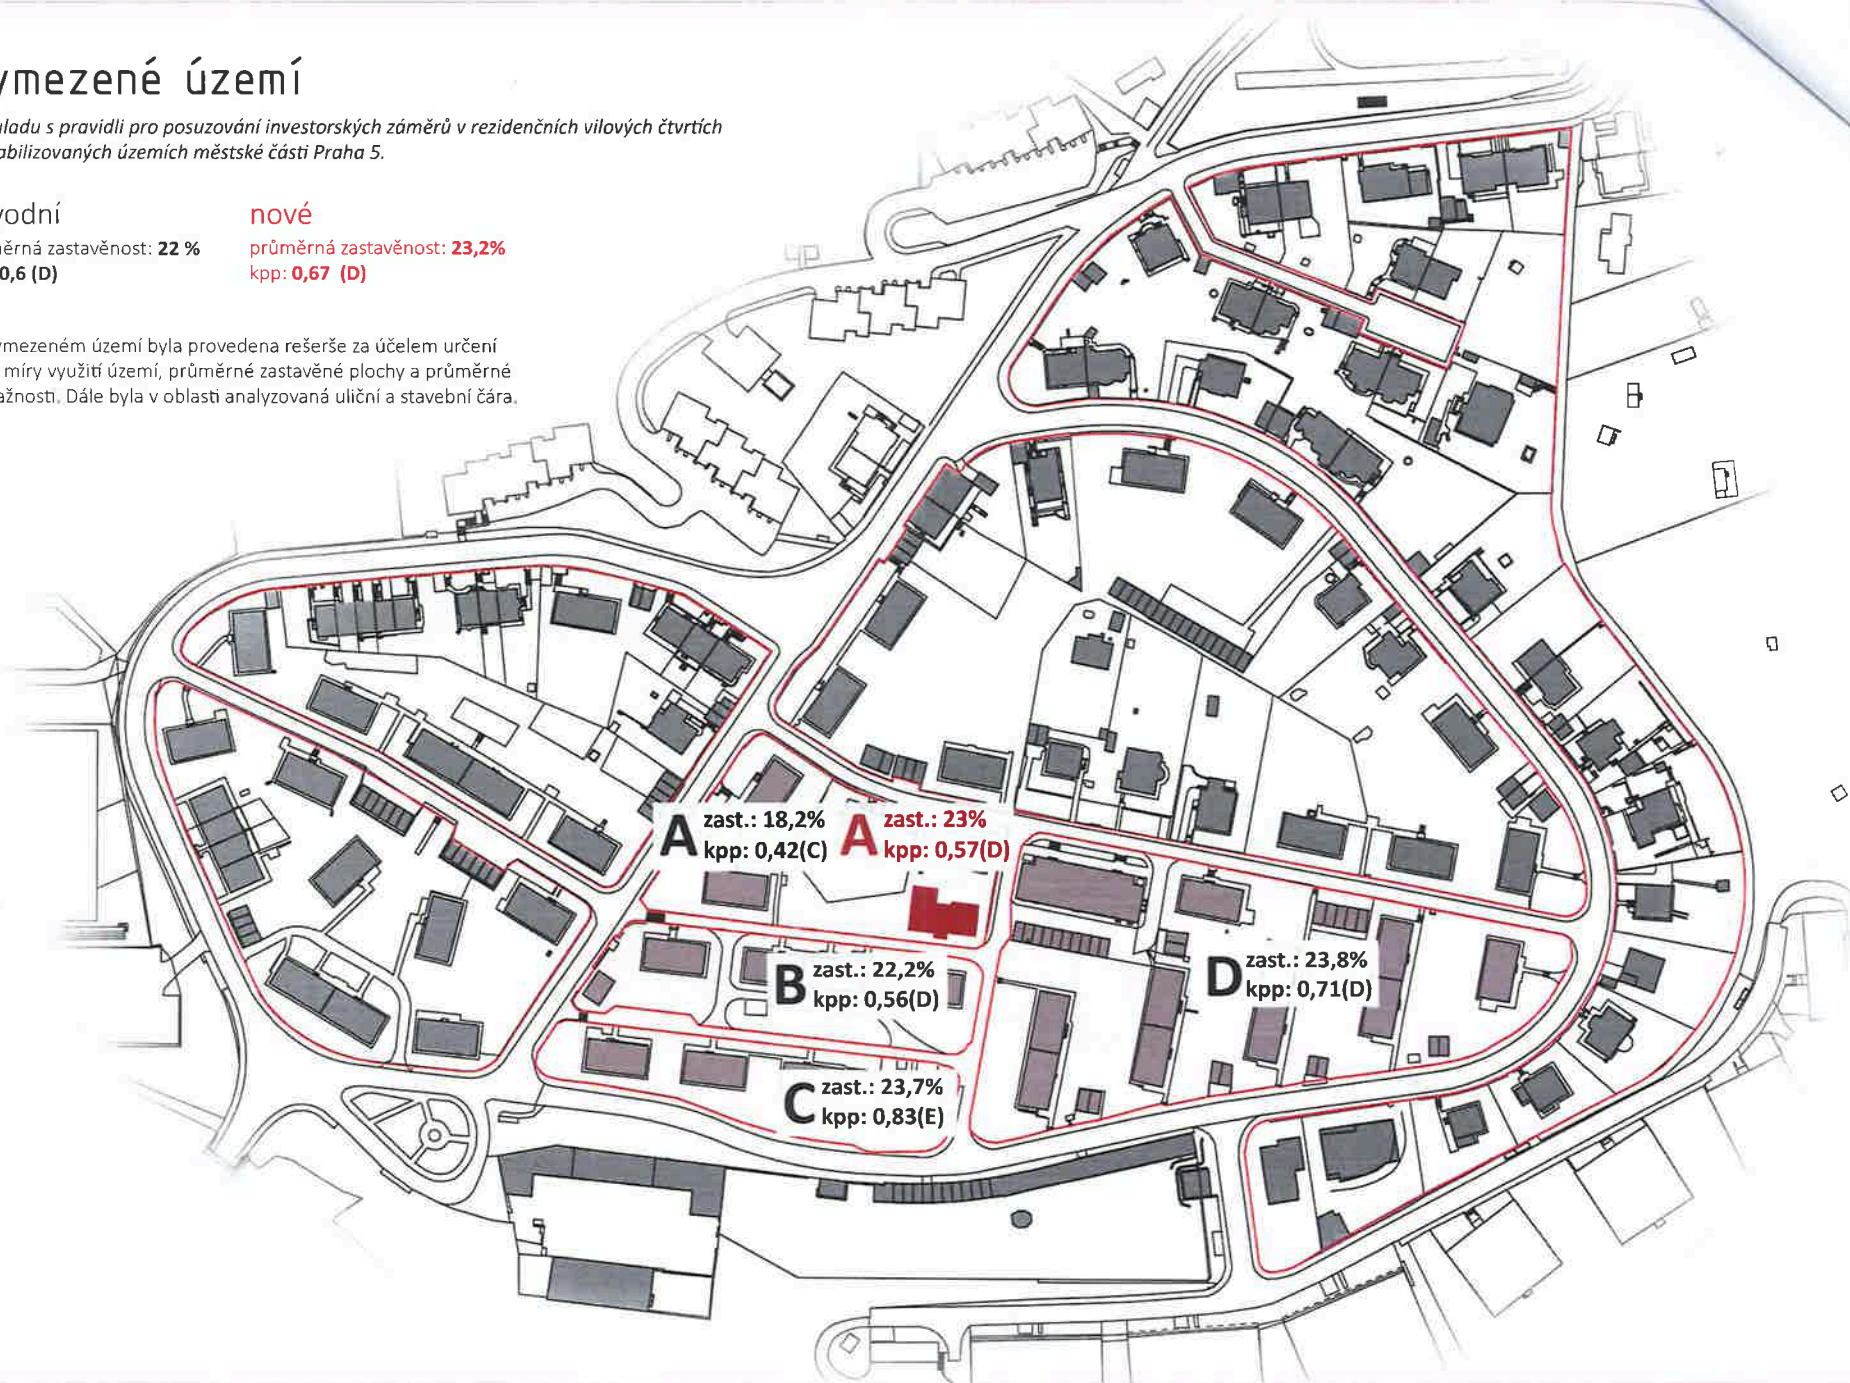 ymezené území
uladu s pravidli pro posuzování investorských záměrů v rezidenčních vilových čtvrtích
abilizovaných územích městské části Praha 5.
vodní
měrná zastavěnost: 22 %
0,6 (D)
nové
průměrná zastavěnost: 23,2%
kpp: 0,67 (D)
ymezeném území byla provedena rešerše za účelem určení
míry využití území, průměrné zastavěné plochy a průměrné
ažnosti. Dále byla v oblasti analyzovaná uliční a stavební čára.
A zast.: 18,2%
kpp: 0,42(C)
A zast.: 23%
kpp: 0,57(D)
B zast.: 22,2%
kpp: 0,56(D)
D zast.: 23,8%
kpp: 0,71(D)
C zast.: 23,7%
kpp: 0,83(E)